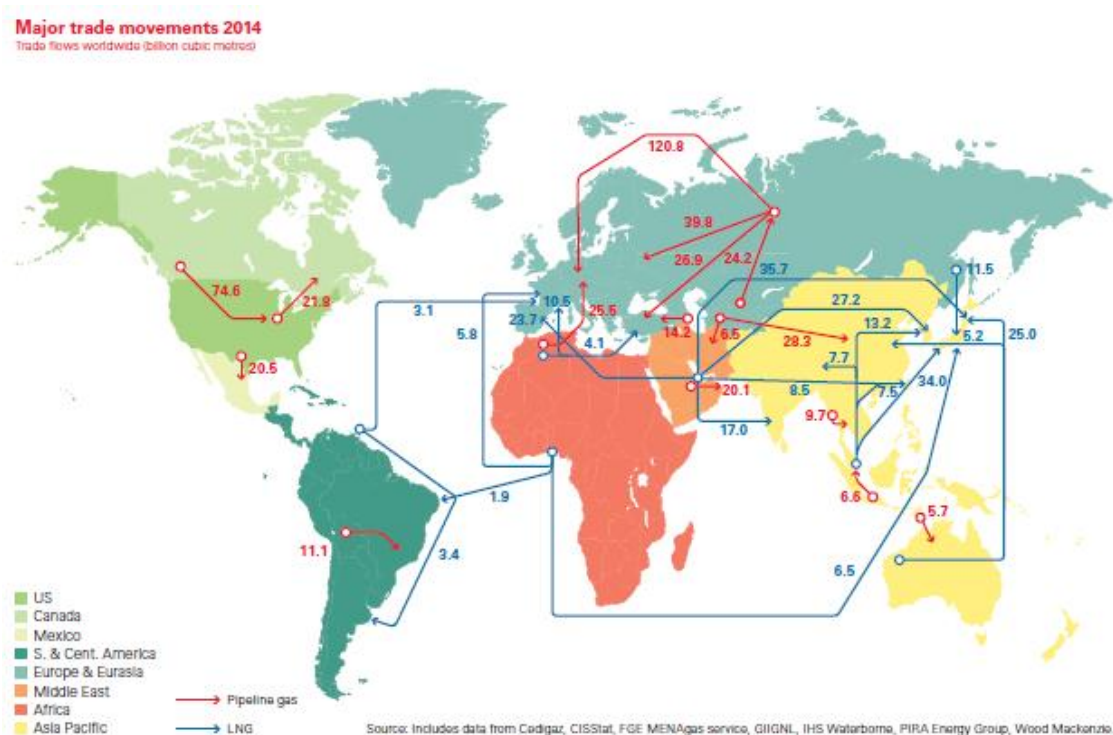 Major trade movements 2014
Trade flows worldwide (billion cubic metres)
120.8
39.8
26.9
24.2
35.7
11.5
74.6
21.8
3.1
10.5
25.5
27.2
23.7
5.8
14.2
6.5
13.2
5.2
25.0
4.1
28.3
20.5
7.7
34.0
20.1
8.5
7.5
9.7
17.0
1.9
6.6
5.7
11.1
3.4
6.5
US
Canada
Mexico
S. & Cent. America
Europe & Eurasia
Middle East
Africa
Asia Pacific
Pipeline gas
LNG
Source: Includes data from Cedigaz, CISStat, FGE MENAgas service, GIIGNL, IHS Waterborne, PIRA Energy Group, Wood Mackenzie